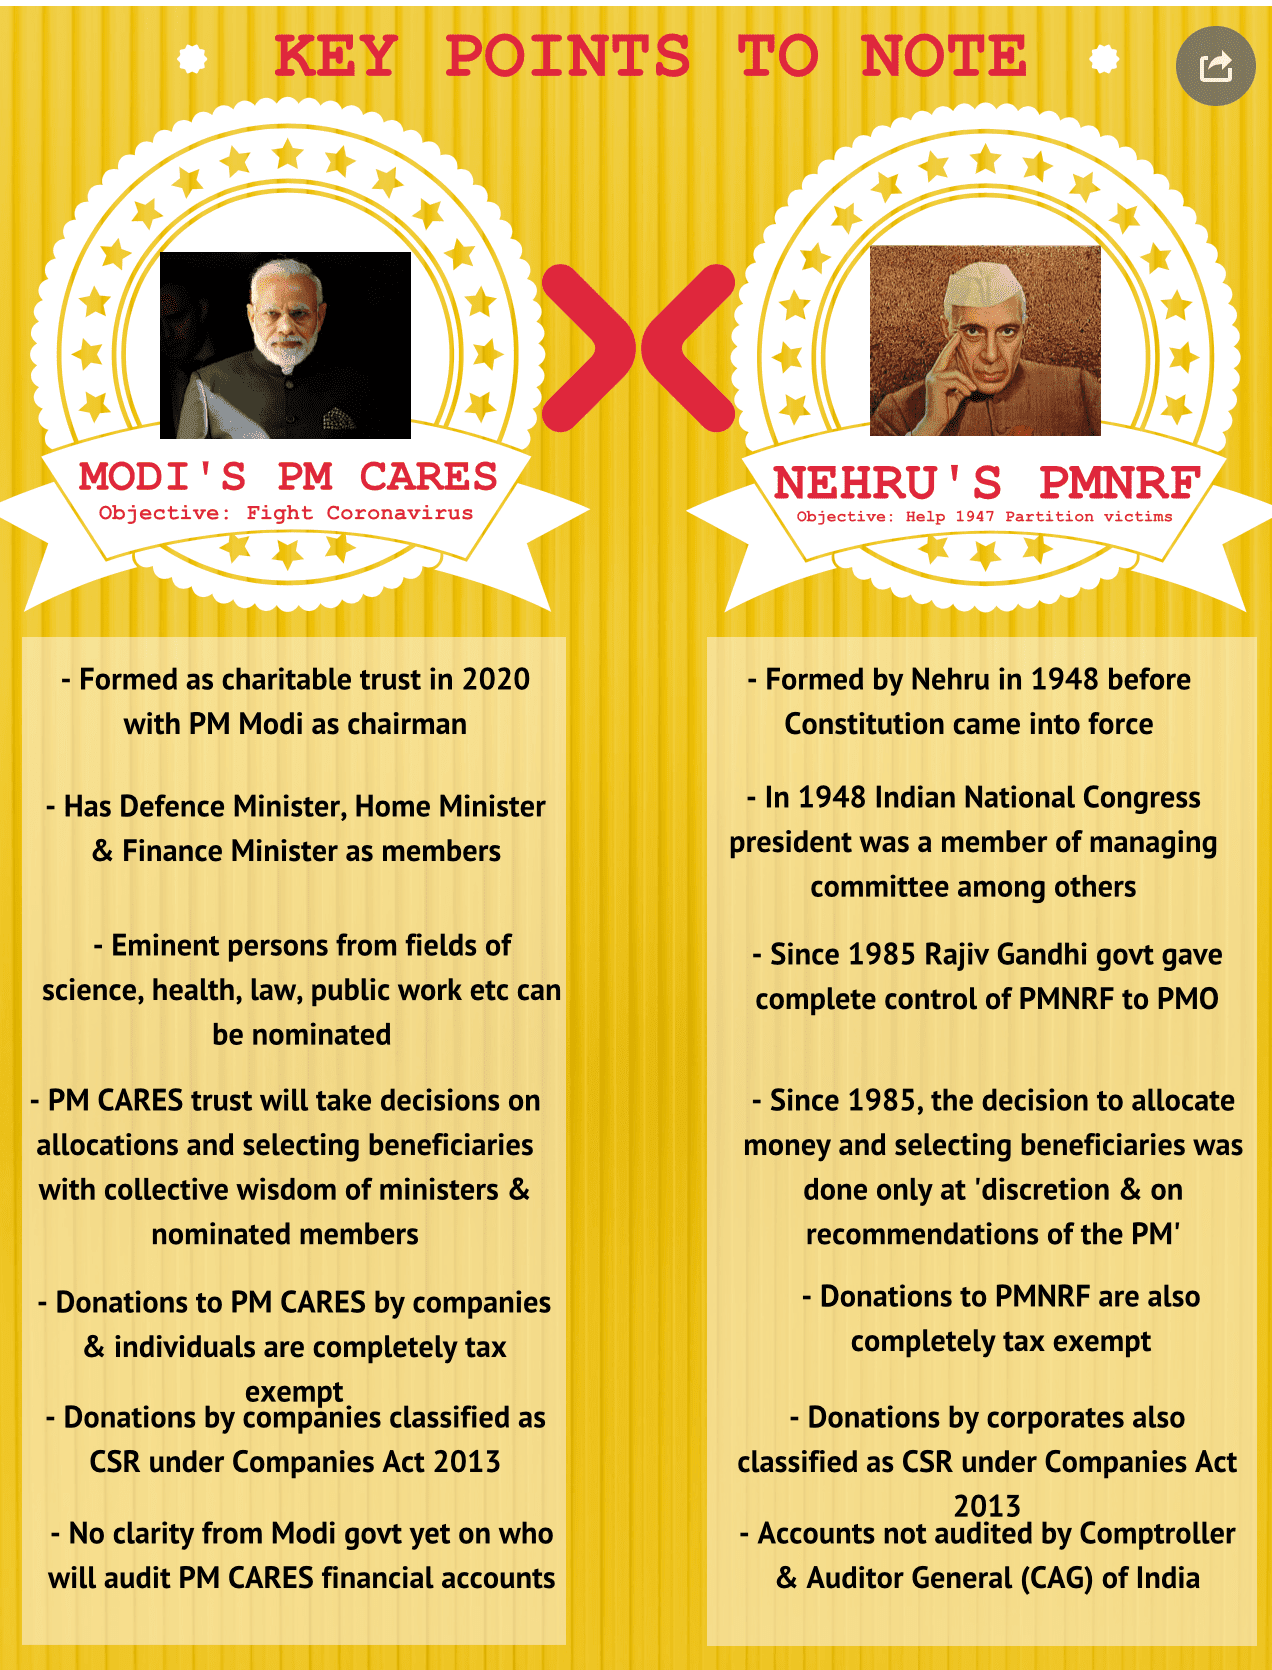 KEY POINTS TO NOTE
MODI'S PM CARES
Objective: Fight Coronavirus
- Formed as charitable trust in 2020
with PM Modi as chairman
- Has Defence Minister, Home Minister
& Finance Minister as members
- Eminent persons from fields of
science, health, law, public work etc can
be nominated
- PM CARES trust will take decisions on
allocations and selecting beneficiaries
with collective wisdom of ministers &
nominated members
- Donations to PM CARES by companies
& individuals are completely tax
exempt
- Donations by companies classified as
CSR under Companies Act 2013
- No clarity from Modi govt yet on who
will audit PM CARES financial accounts
NEHRU'S PMNRF
Objective: Help 1947 Partition victims
- Formed by Nehru in 1948 before
Constitution came into force
- In 1948 Indian National Congress
president was a member of managing
committee among others
- Since 1985 Rajiv Gandhi govt gave
complete control of PMNRF to PMO
- Since 1985, the decision to allocate
money and selecting beneficiaries was
done only at 'discretion & on
recommendations of the PM'
- Donations to PMNRF are also
completely tax exempt
- Donations by corporates also
classified as CSR under Companies Act
2013
- Accounts not audited by Comptroller
& Auditor General (CAG) of India